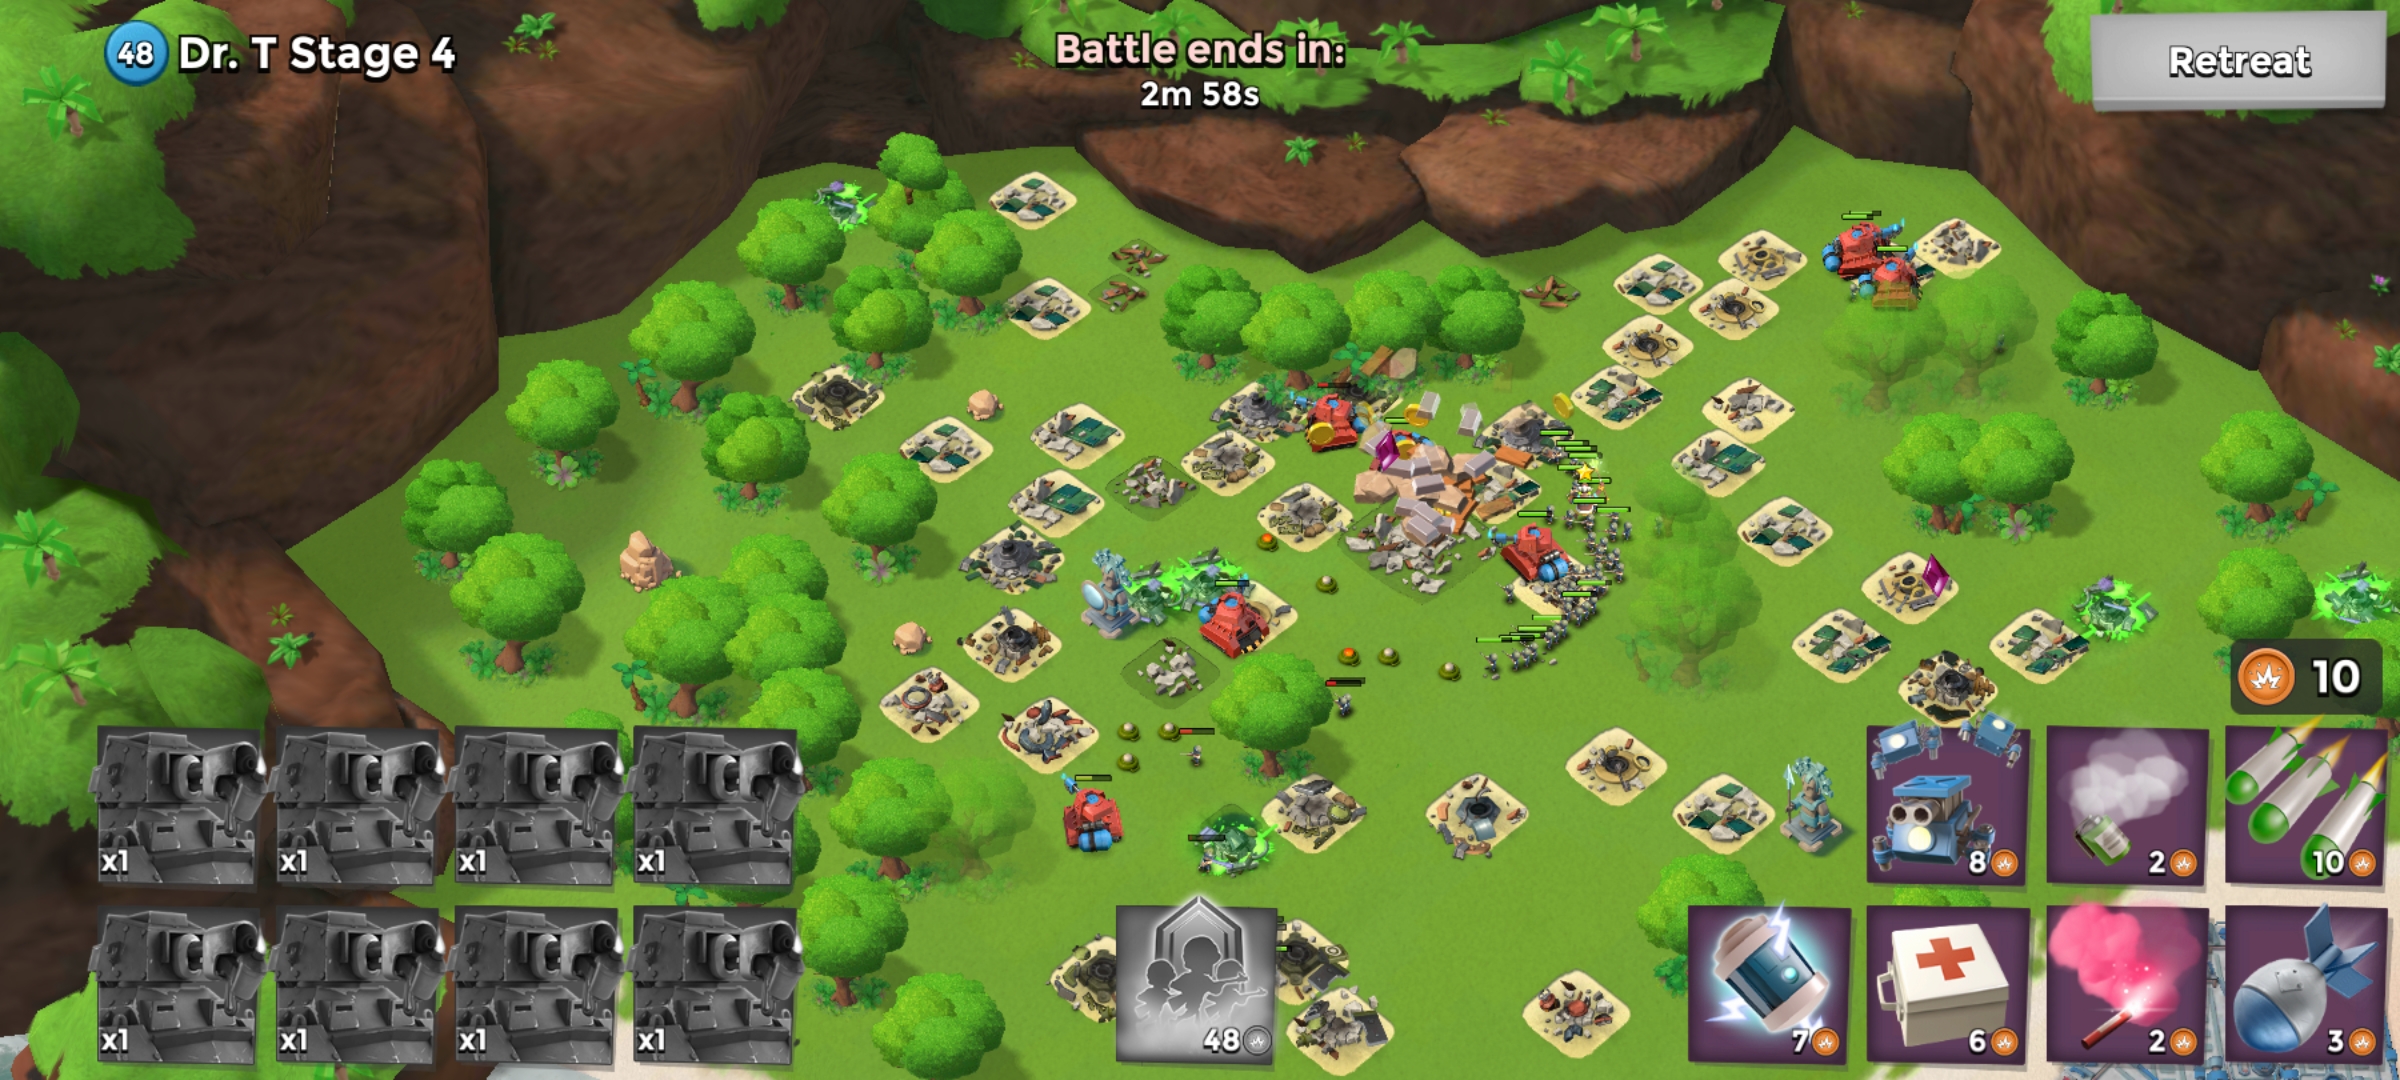 48 Dr. T Stage 4
Battle ends in:
2m 58s
Retreat
10
x1 x1 x1 x1
8 2 10
x1 x1 x1 x1
48
7 6 2 3